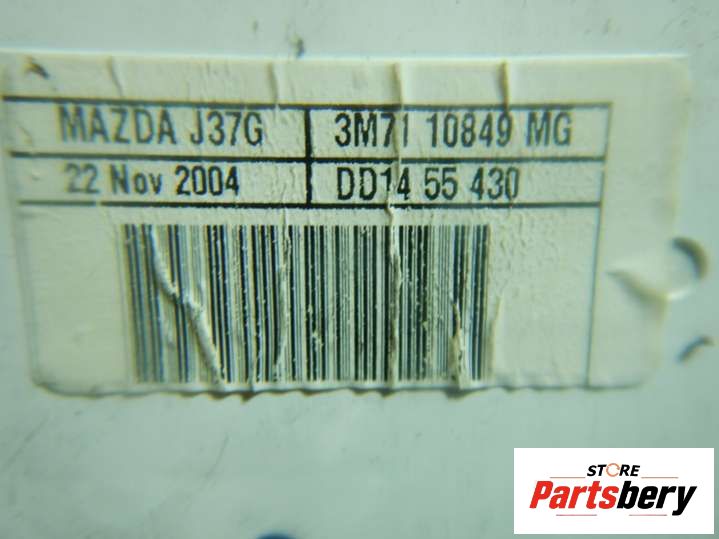 MAZDA J37G 3M71 10849 MG
22 Nov 2004 DD14 55 430
STORE
Partsbery